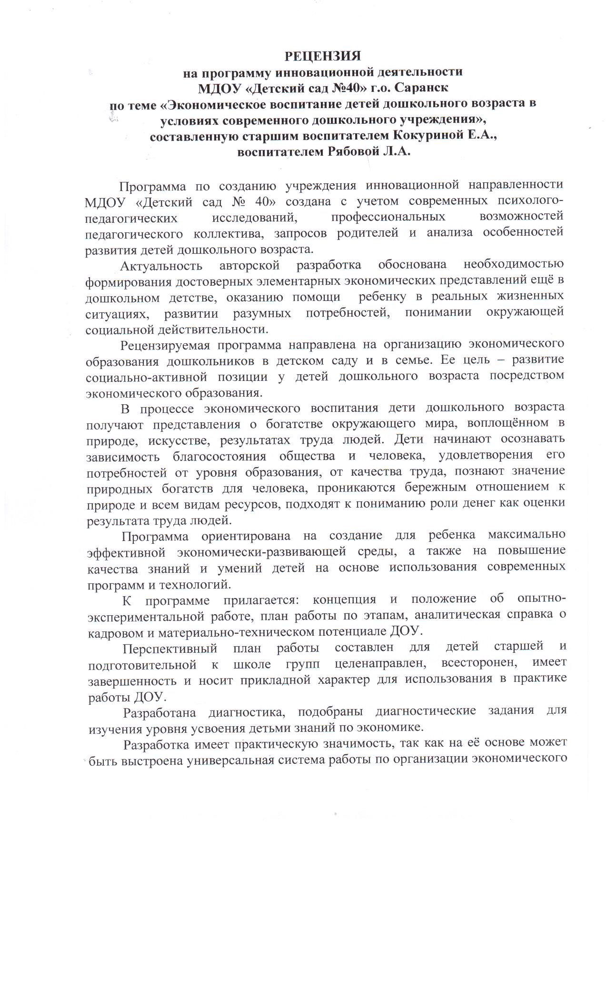 РЕЦЕНЗИЯ
на программу инновационной деятельности
МДОУ «Детский сад №40» г.о. Саранск
по теме «Экономическое воспитание детей дошкольного возраста в
условиях современного дошкольного учреждения»,
составленную старшим воспитателем Кокуриной Е.А.,
воспитателем Рябовой Л.А.
Программа по созданию учреждения инновационной направленности
МДОУ «Детский сад № 40» создана с учетом современных психолого-
педагогических исследований, профессиональных возможностей
педагогического коллектива, запросов родителей и анализа особенностей
развития детей дошкольного возраста.
Актуальность авторской разработка обоснована необходимостью
формирования достоверных элементарных экономических представлений ещё в
дошкольном детстве, оказанию помощи ребенку в реальных жизненных
ситуациях, развитии разумных потребностей, понимании окружающей
социальной действительности.
Рецензируемая программа направлена на организацию экономического
образования дошкольников в детском саду и в семье. Ее цель – развитие
социально-активной позиции у детей дошкольного возраста посредством
экономического образования.
В процессе экономического воспитания дети дошкольного возраста
получают представления о богатстве окружающего мира, воплощённом в
природе, искусстве, результатах труда людей. Дети начинают осознавать
зависимость благосостояния общества и человека, удовлетворения его
потребностей от уровня образования, от качества труда, познают значение
природных богатств для человека, проникаются бережным отношением к
природе и всем видам ресурсов, подходят к пониманию роли денег как оценки
результата труда людей.
Программа ориентирована на создание для ребенка максимально
эффективной экономически-развивающей среды, а также на повышение
качества знаний и умений детей на основе использования современных
программ и технологий.
К программе прилагается: концепция и положение об опытно-
экспериментальной работе, план работы по этапам, аналитическая справка о
кадровом и материально-техническом потенциале ДОУ.
Перспективный план работы составлен для детей старшей и
подготовительной к школе групп целенаправлен, всесторонен, имеет
завершенность и носит прикладной характер для использования в практике
работы ДОУ.
Разработана диагностика, подобраны диагностические задания для
изучения уровня усвоения детьми знаний по экономике.
Разработка имеет практическую значимость, так как на её основе может
быть выстроена универсальная система работы по организации экономического